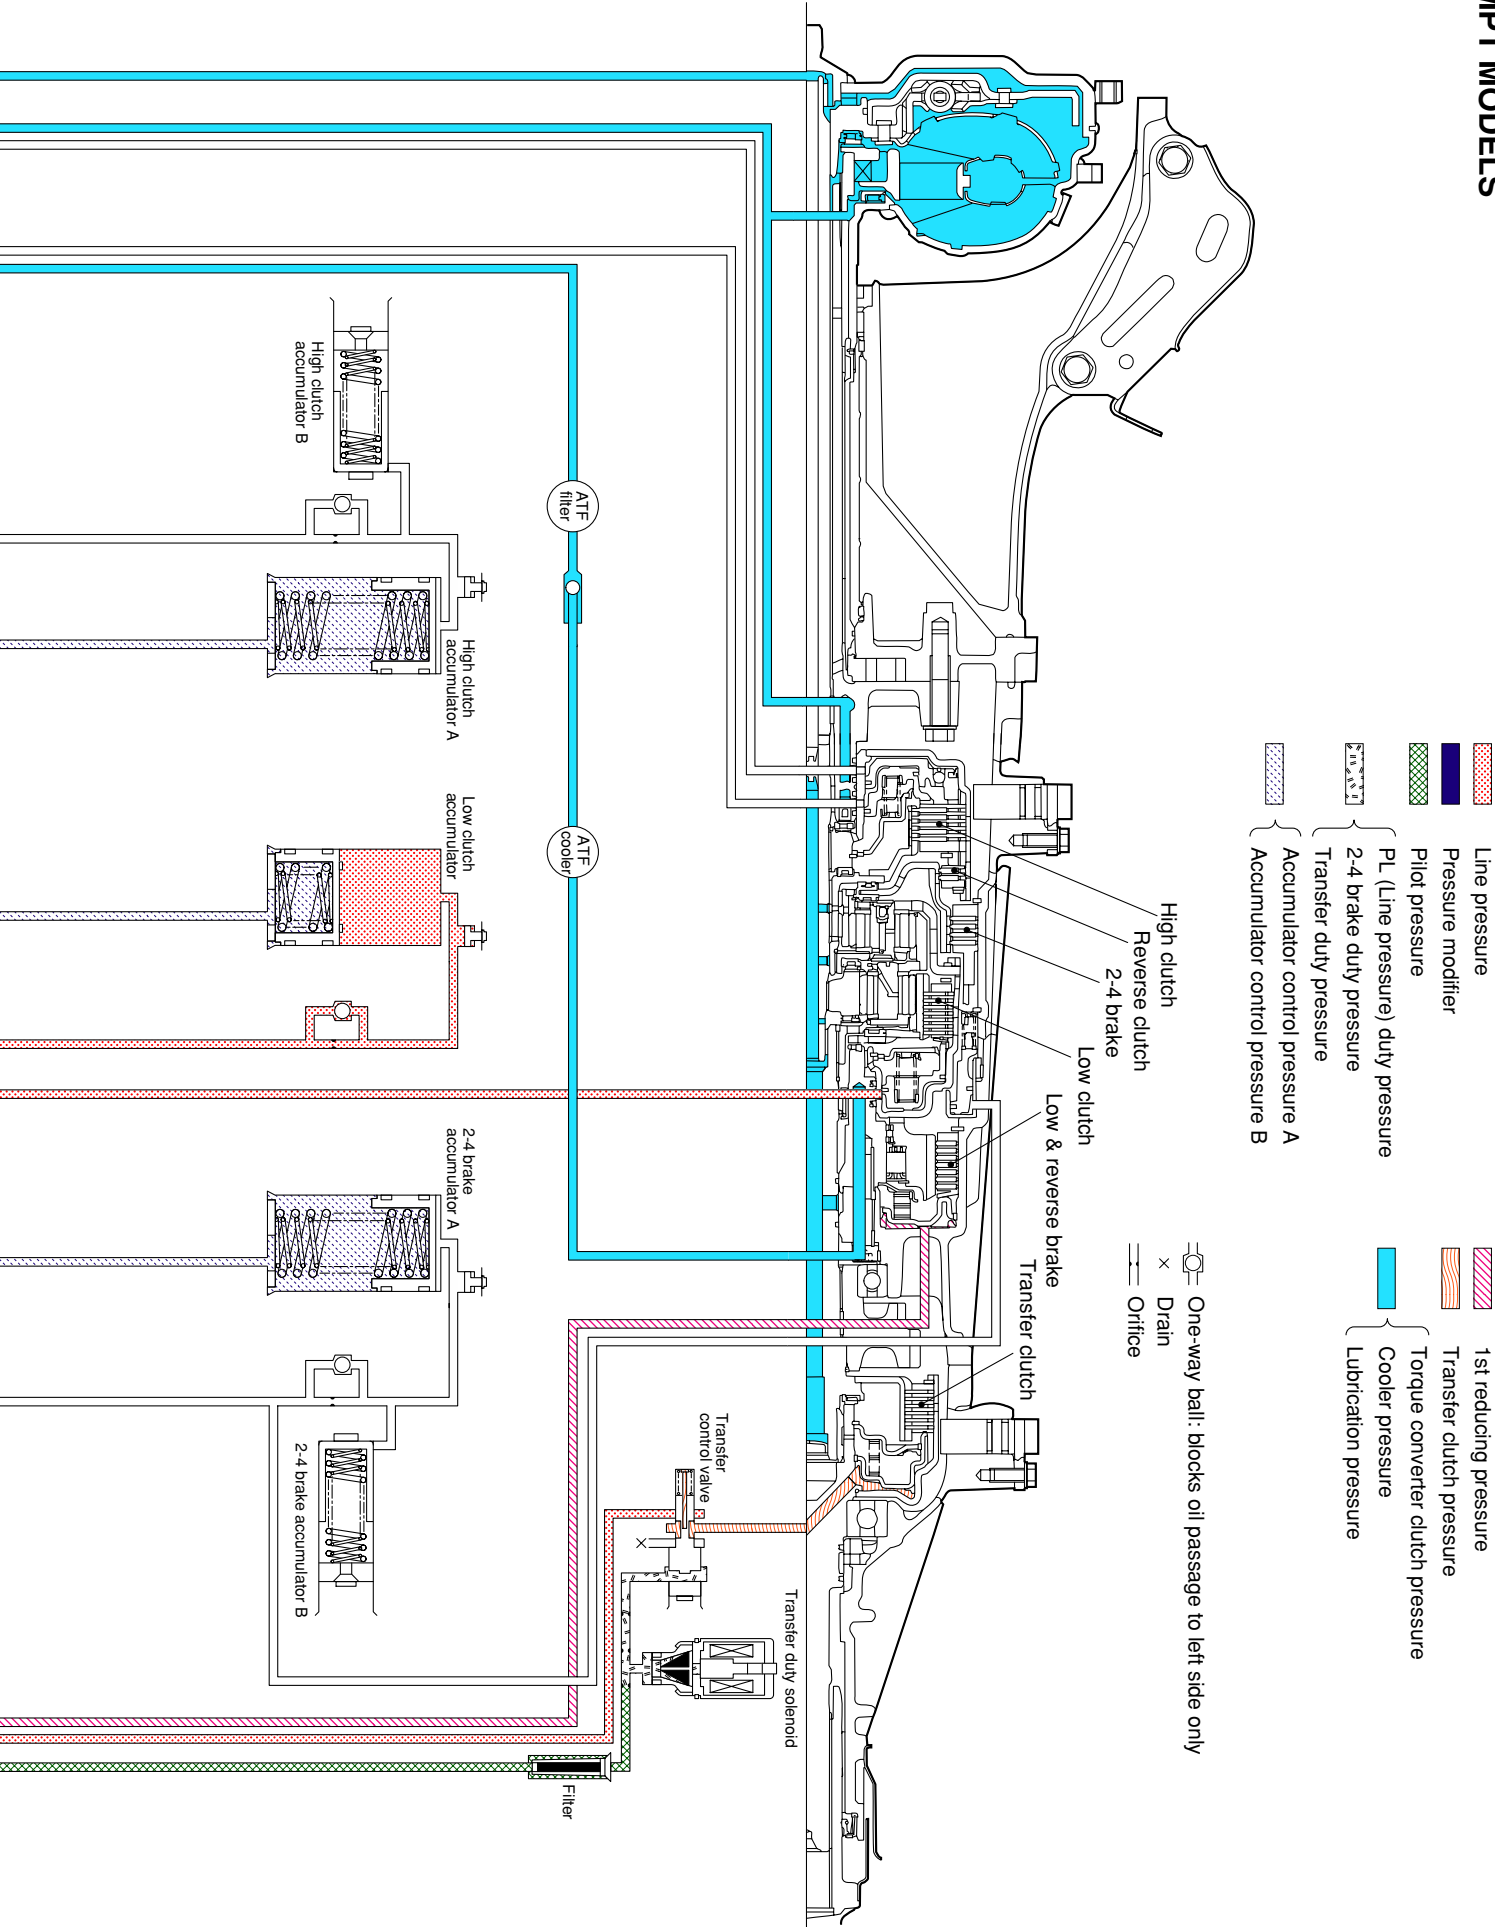 MPT MODELS
Line pressure
Pressure modifier
Pilot pressure
PL (Line pressure) duty pressure
2-4 brake duty pressure
Transfer duty pressure
Accumulator control pressure A
Accumulator control pressure B
1st reducing pressure
Transfer clutch pressure
Torque converter clutch pressure
Cooler pressure
Lubrication pressure
One-way ball: blocks oil passage to left side only
Drain
Orifice
High clutch
Reverse clutch
2-4 brake
Low clutch
Low & reverse brake
Transfer clutch
Transfer duty solenoid
Transfer
control valve
ATF
filter
ATF
cooler
Filter
High clutch
accumulator A
Low clutch
accumulator
2-4 brake
accumulator A
High clutch
accumulator B
2-4 brake accumulator B